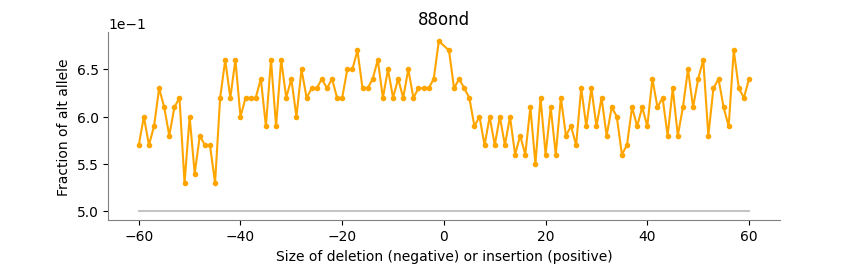 88ond
1e−1
Fraction of alt allele
6.5
6.0
5.5
5.0
−60 −40 −20 0 20 40 60
Size of deletion (negative) or insertion (positive)